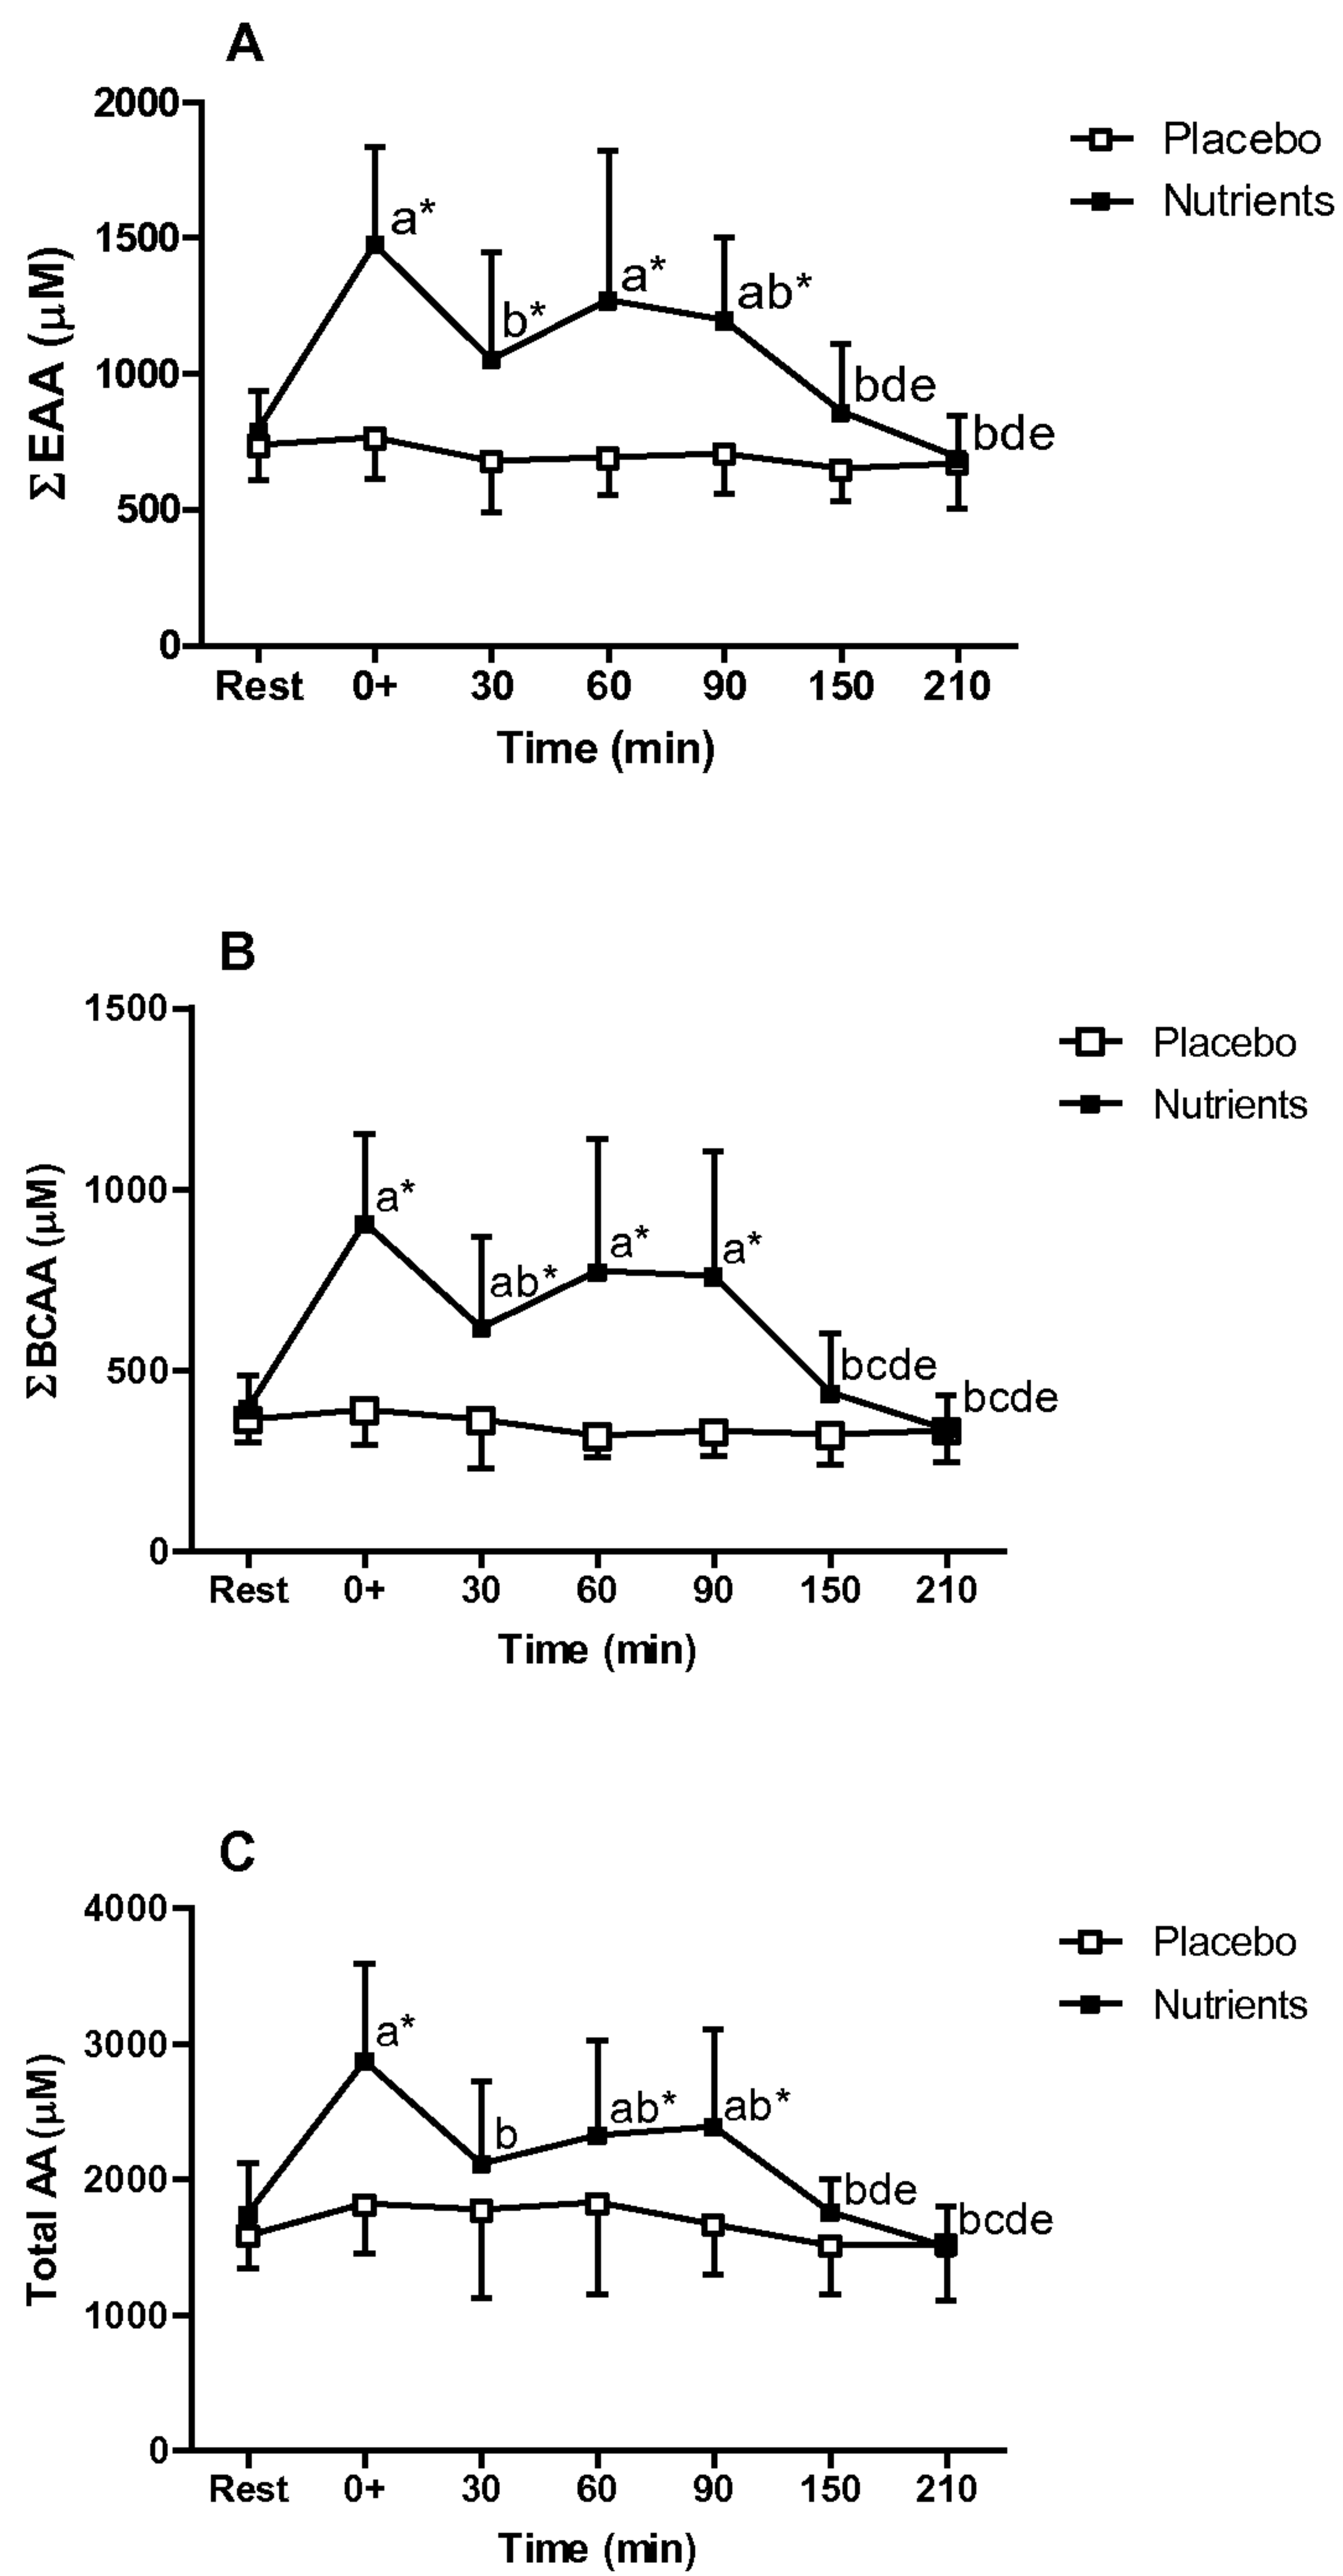 A
2000
1500
1000
500
0
ΣEAA (μM)
a*
b*
a*
ab*
bde
bde
Placebo
Nutrients
Rest 0+ 30 60 90 150 210
Time (min)
B
1500
1000
500
0
ΣBCAA (μM)
a*
ab*
a*
a*
bcde
bcde
Placebo
Nutrients
Rest 0+ 30 60 90 150 210
Time (min)
C
4000
3000
2000
1000
0
Total AA (μM)
a*
b
ab*
ab*
bde
bcde
Placebo
Nutrients
Rest 0+ 30 60 90 150 210
Time (min)